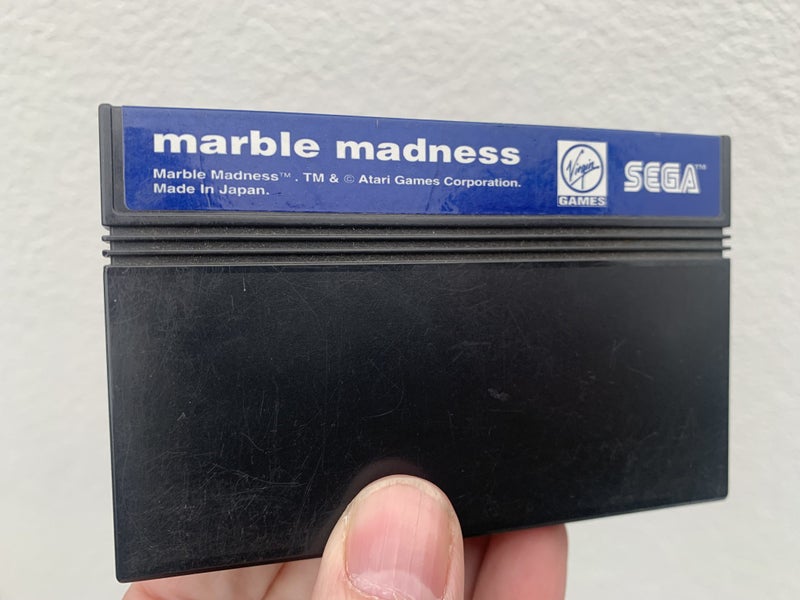 marble madness
Marble Madness™. TM & © Atari Games Corporation.
Made In Japan.
Virgin
GAMES
SEGA™